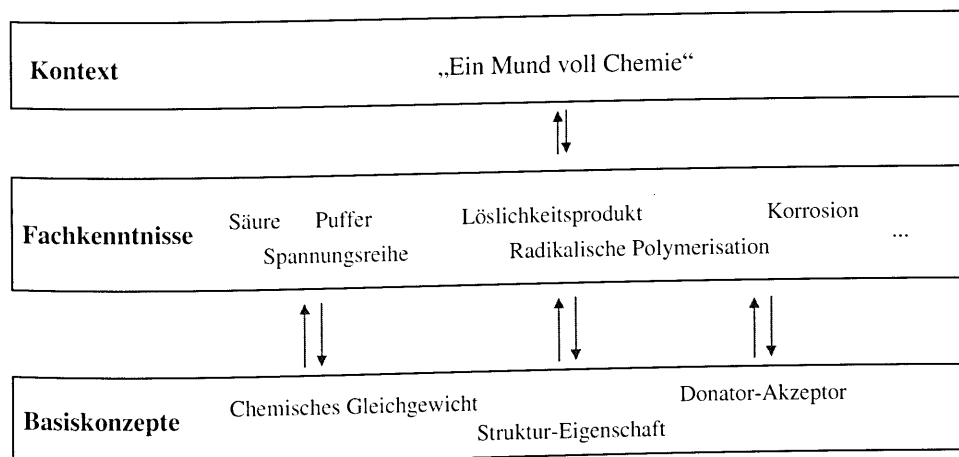 Kontext „Ein Mund voll Chemie“
Fachkenntnisse
Säure Puffer Löslichkeitsprodukt Korrosion
Spannungsreihe Radikalische Polymerisation ...
Basiskonzepte
Chemisches Gleichgewicht Donator-Akzeptor
Struktur-Eigenschaft